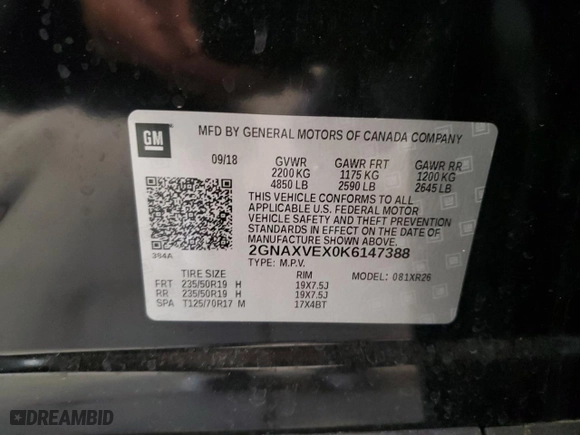 GM
MFD BY GENERAL MOTORS OF CANADA COMPANY
09/18 GVWR GAWR FRT GAWR RR
2200 KG 1175 KG 1200 KG
4850 LB 2590 LB 2645 LB
THIS VEHICLE CONFORMS TO ALL
APPLICABLE U.S. FEDERAL MOTOR
VEHICLE SAFETY AND THEFT PREVENTION
STANDARDS IN EFFECT ON THE DATE OF
MANUFACTURE SHOWN ABOVE.
394A 2GNAXVEX0K6147388
TYPE: M.P.V. MODEL: 081XR26
TIRE SIZE RIM
FRT 235/50R19 H 19X7.5J
RR 235/50R19 H 19X7.5J
SPA T125/70R17 M 17X4BT
DREAMBID